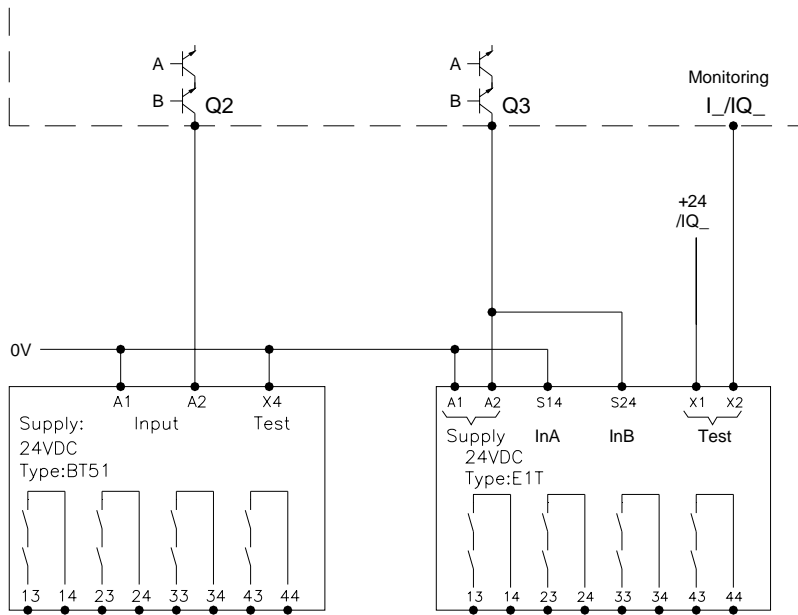 A
B
Q2
A
B
Q3
Monitoring
I_/IQ_
+24
/IQ_
0V
A1 A2 X4
Supply: Input Test
24VDC
Type:BT51
13 14 23 24 33 34 43 44
A1 A2 S14 S24 X1 X2
Supply InA InB Test
24VDC
Type:E1T
13 14 23 24 33 34 43 44